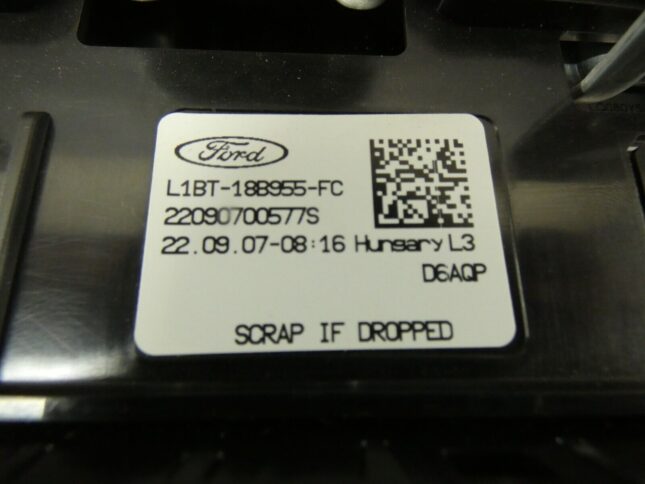 Ford
L1BT-18B955-FC
22090700577S
22.09.07-08:16 Hungary L3
D6AQP
SCRAP IF DROPPED